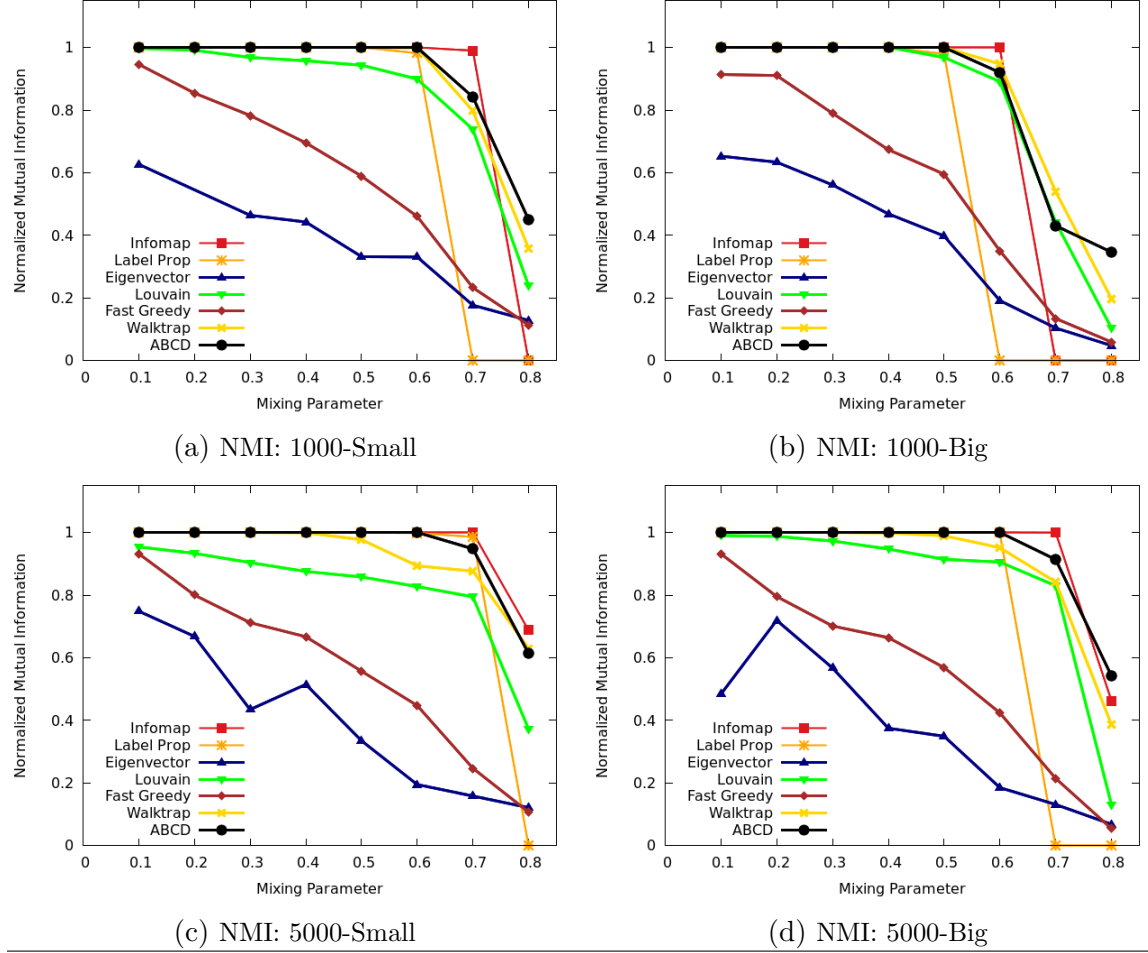 Normalized Mutual Information
1
0.8
0.6
0.4
0.2
0
Infomap
Label Prop
Eigenvector
Louvain
Fast Greedy
Walktrap
ABCD
0 0.1 0.2 0.3 0.4 0.5 0.6 0.7 0.8
Mixing Parameter
(a) NMI: 1000-Small
Normalized Mutual Information
1
0.8
0.6
0.4
0.2
0
Infomap
Label Prop
Eigenvector
Louvain
Fast Greedy
Walktrap
ABCD
0 0.1 0.2 0.3 0.4 0.5 0.6 0.7 0.8
Mixing Parameter
(b) NMI: 1000-Big
Normalized Mutual Information
1
0.8
0.6
0.4
0.2
0
Infomap
Label Prop
Eigenvector
Louvain
Fast Greedy
Walktrap
ABCD
0 0.1 0.2 0.3 0.4 0.5 0.6 0.7 0.8
Mixing Parameter
(c) NMI: 5000-Small
Normalized Mutual Information
1
0.8
0.6
0.4
0.2
0
Infomap
Label Prop
Eigenvector
Louvain
Fast Greedy
Walktrap
ABCD
0 0.1 0.2 0.3 0.4 0.5 0.6 0.7 0.8
Mixing Parameter
(d) NMI: 5000-Big